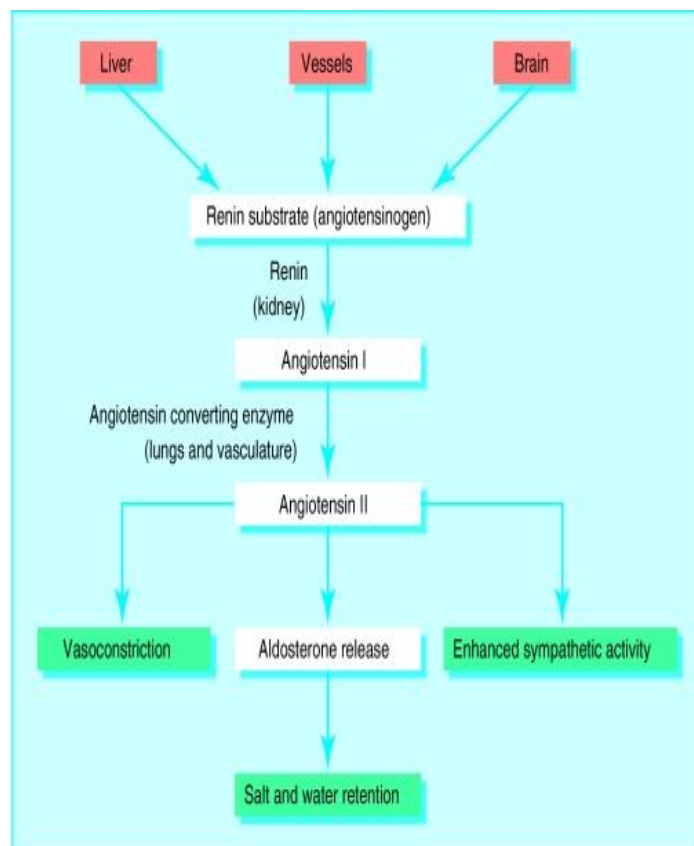 Liver
Vessels
Brain
Renin substrate (angiotensinogen)
Renin
(kidney)
Angiotensin I
Angiotensin converting enzyme
(lungs and vasculature)
Angiotensin II
Vasoconstriction
Aldosterone release
Enhanced sympathetic activity
Salt and water retention